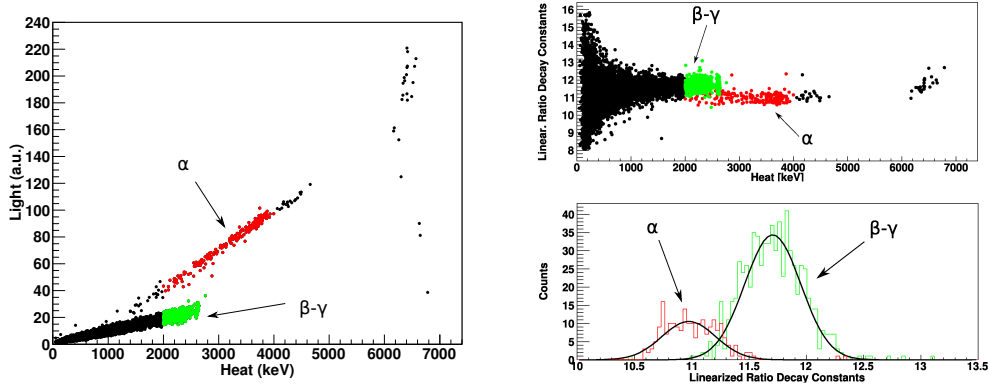 240
220
200
180
160
140
120
100
80
60
40
20
0
Light (a.u.)
α
β-γ
0 1000 2000 3000 4000 5000 6000 7000
Heat (keV)
16
15
14
13
12
11
10
9
8
Linear. Ratio Decay Constants
β-γ
α
0 1000 2000 3000 4000 5000 6000 7000
Heat [keV]
40
35
30
25
20
15
10
5
0
Counts
α
β-γ
10 10.5 11 11.5 12 12.5 13 13.5
Linearized Ratio Decay Constants